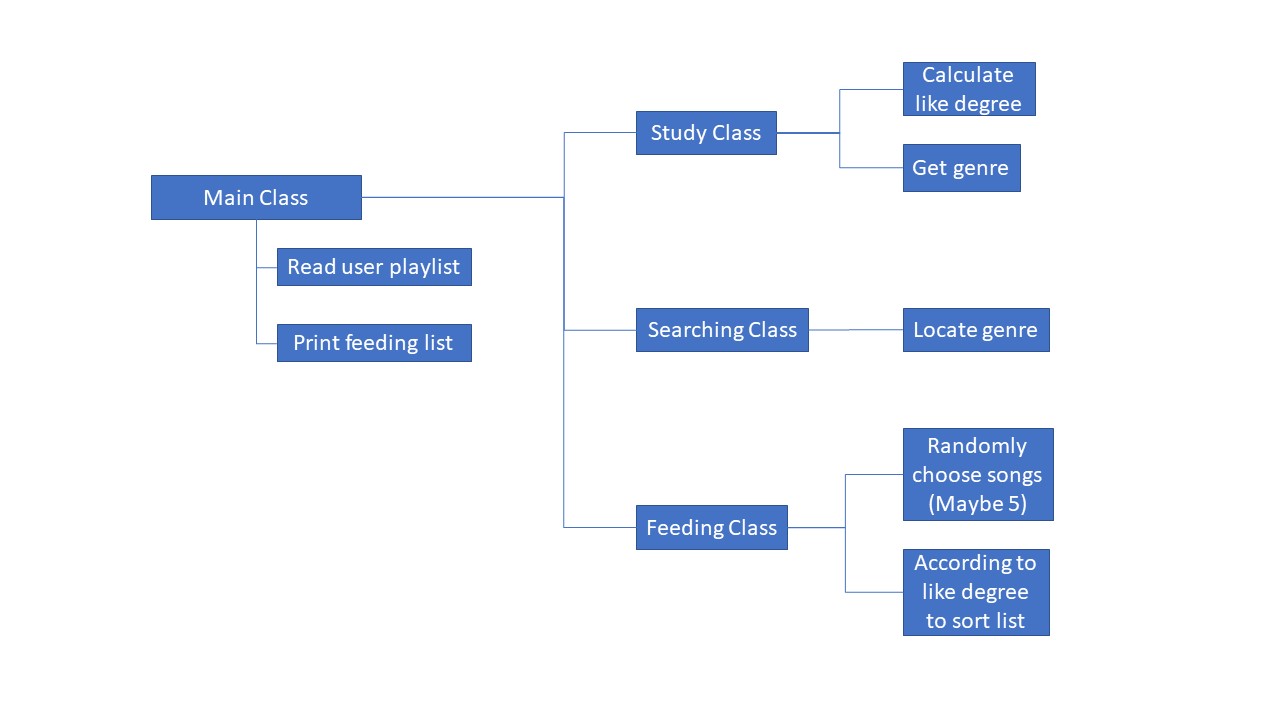 Main Class
Read user playlist
Print feeding list
Study Class
Calculate
like degree
Get genre
Searching Class
Locate genre
Feeding Class
Randomly
choose songs
(Maybe 5)
According to
like degree
to sort list